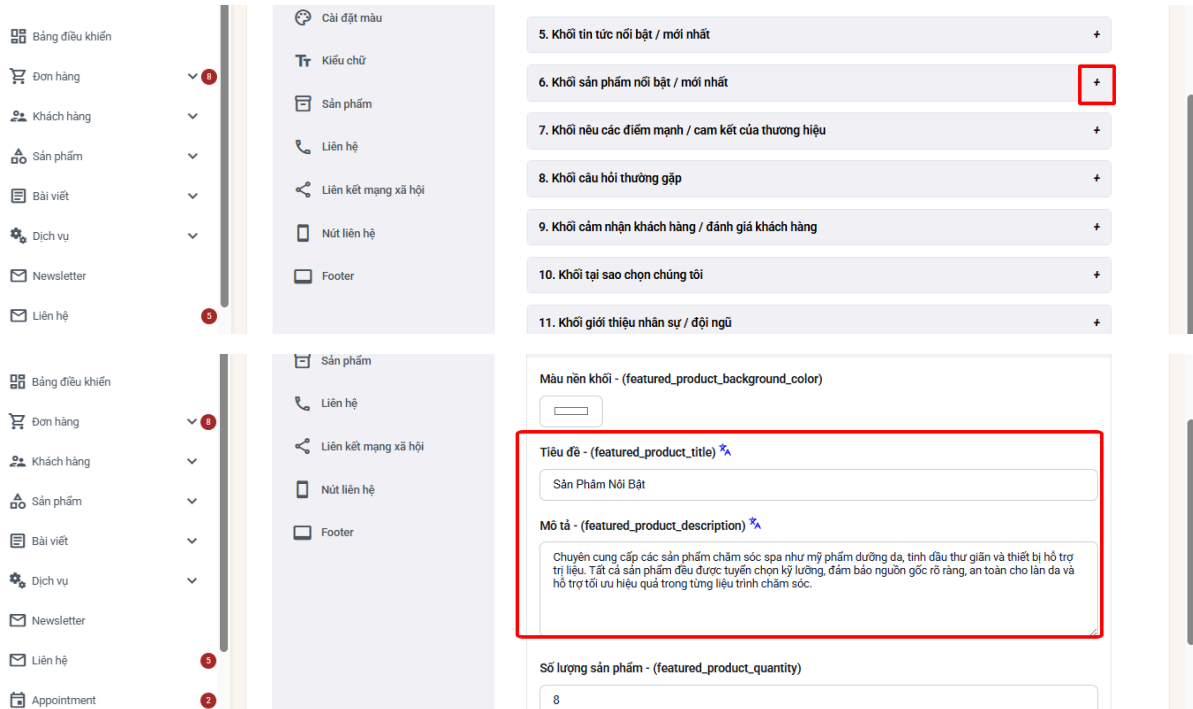 Bảng điều khiển
Đơn hàng
8
Khách hàng
Sản phẩm
Bài viết
Dịch vụ
Newsletter
Liên hệ
5
Cài đặt màu
Kiểu chữ
Sản phẩm
Liên hệ
Liên kết mạng xã hội
Nút liên hệ
Footer
5. Khối tin tức nổi bật / mới nhất +
6. Khối sản phẩm nổi bật / mới nhất +
7. Khối nêu các điểm mạnh / cam kết của thương hiệu +
8. Khối câu hỏi thường gặp +
9. Khối cảm nhận khách hàng / đánh giá khách hàng +
10. Khối tại sao chọn chúng tôi +
11. Khối giới thiệu nhân sự / đội ngũ +
Bảng điều khiển
Đơn hàng
8
Khách hàng
Sản phẩm
Bài viết
Dịch vụ
Newsletter
Liên hệ
5
Appointment
2
Sản phẩm
Liên hệ
Liên kết mạng xã hội
Nút liên hệ
Footer
Màu nền khối - (featured_product_background_color)
Tiêu đề - (featured_product_title)
Sản Phẩm Nổi Bật
Mô tả - (featured_product_description)
Chuyên cung cấp các sản phẩm chăm sóc spa như mỹ phẩm dưỡng da, tinh dầu thư giãn và thiết bị hỗ trợ
trị liệu. Tất cả sản phẩm đều được tuyển chọn kỹ lưỡng, đảm bảo nguồn gốc rõ ràng, an toàn cho làn da và
hỗ trợ tối ưu hiệu quả trong từng liệu trình chăm sóc.
Số lượng sản phẩm - (featured_product_quantity)
8